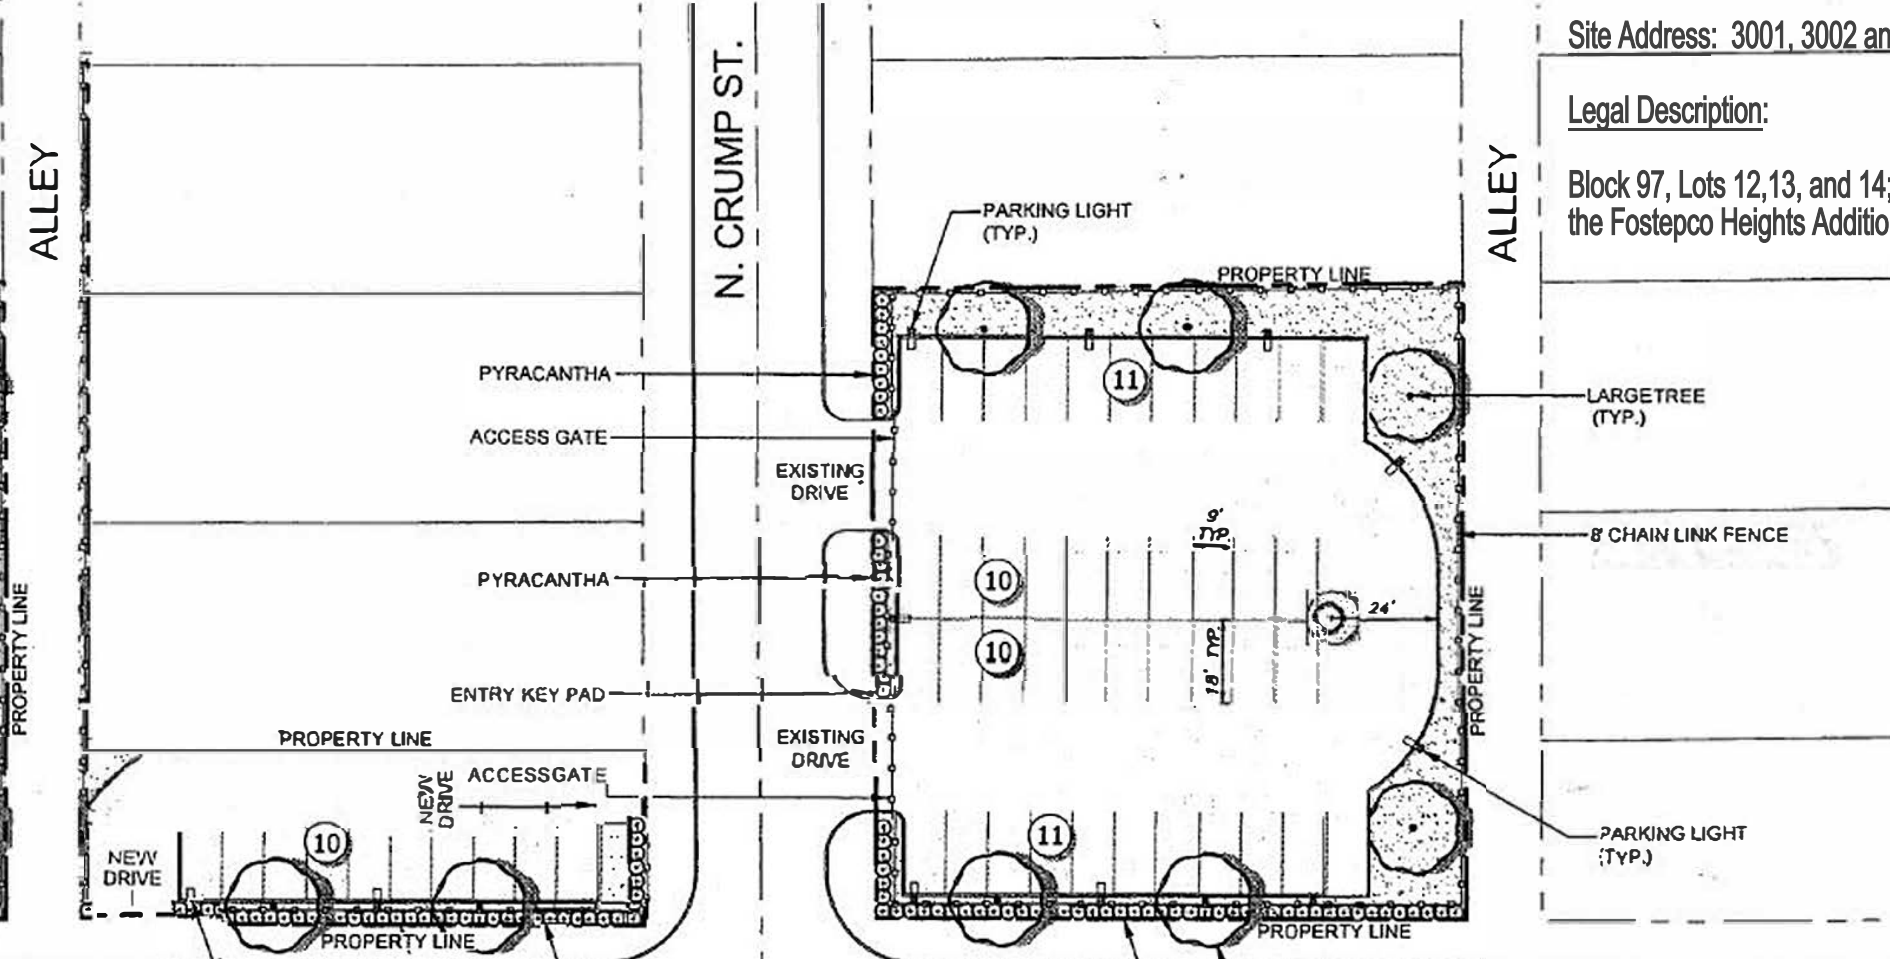 Site Address: 3001, 3002 an
Legal Description:
Block 97, Lots 12,13, and 14;
the Fostepco Heights Additio
ALLEY
N. CRUMP ST.
ALLEY
PARKING LIGHT
(TYP.)
PROPERTY LINE
PYRACANTHA
11
LARGETREE
(TYP.)
ACCESS GATE
EXISTING
DRIVE
9'
TYP.
8' CHAIN LINK FENCE
PYRACANTHA
10
24'
10
18' TYP.
PROPERTY LINE
PROPERTY LINE
ENTRY KEY PAD
PROPERTY LINE
EXISTING
DRIVE
ACCESSGATE
NEW
DRIVE
10
11
PARKING LIGHT
(TYP.)
NEW
DRIVE
PROPERTY LINE
PROPERTY LINE